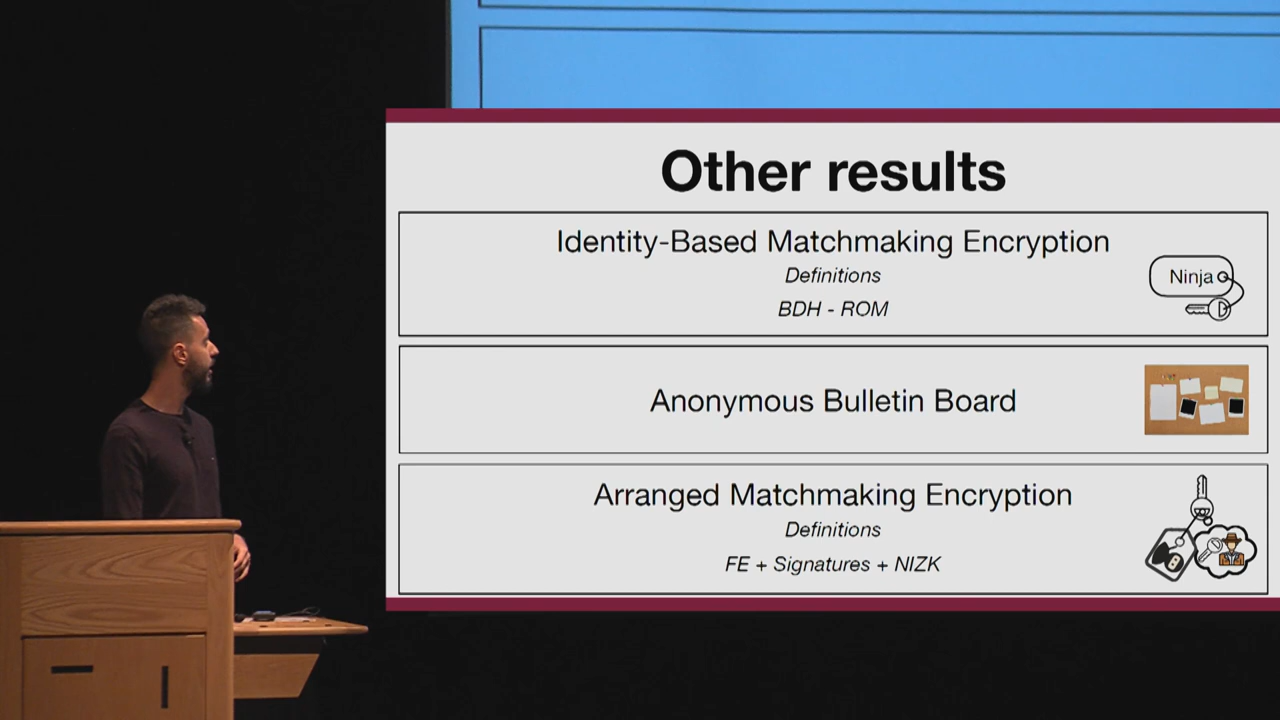 Other results
Identity-Based Matchmaking Encryption
Definitions
BDH - ROM
Ninja
Anonymous Bulletin Board
Arranged Matchmaking Encryption
Definitions
FE + Signatures + NIZK